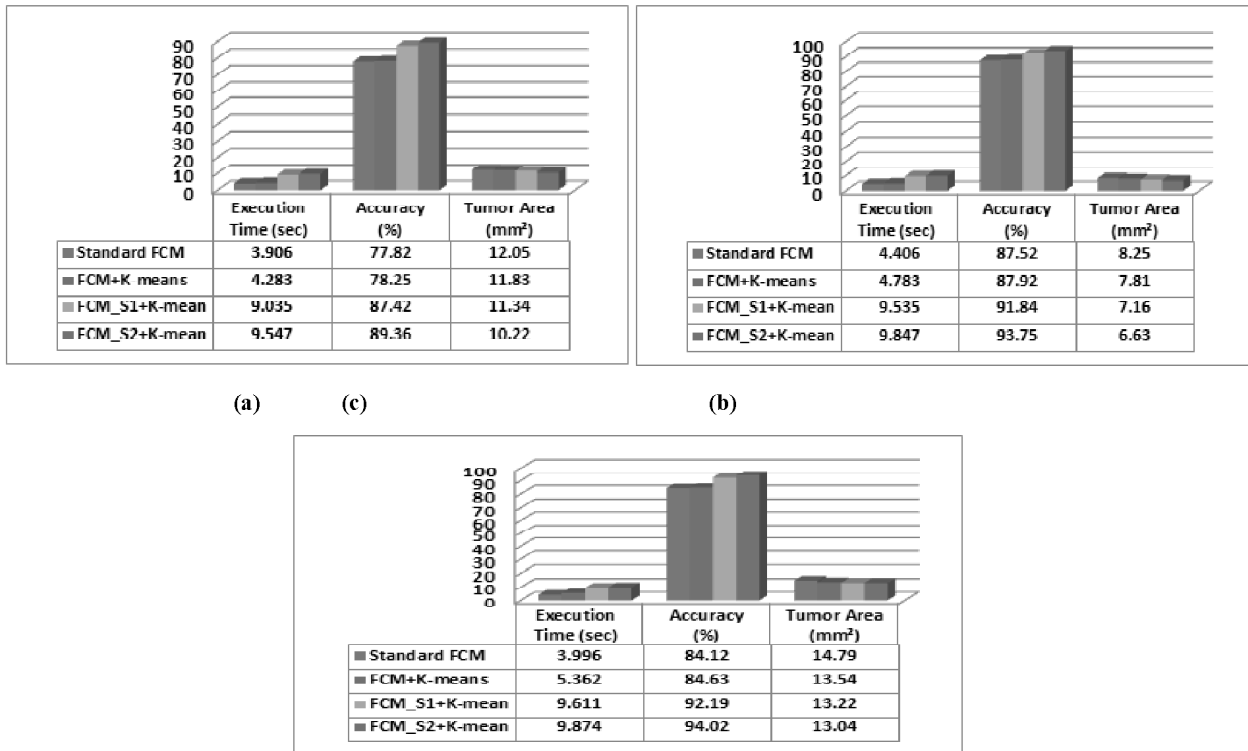 90
80
70
60
50
40
30
20
10
0
Execution Time (sec) Accuracy (%) Tumor Area (mm²)
Standard FCM 3.906 77.82 12.05
FCM+K-means 4.283 78.25 11.83
FCM_S1+K-mean 9.035 87.42 11.34
FCM_S2+K-mean 9.547 89.36 10.22
100
90
80
70
60
50
40
30
20
10
0
Execution Time (sec) Accuracy (%) Tumor Area (mm²)
Standard FCM 4.406 87.52 8.25
FCM+K-means 4.783 87.92 7.81
FCM_S1+K-mean 9.535 91.84 7.16
FCM_S2+K-mean 9.847 93.75 6.63
(a) (c) (b)
100
90
80
70
60
50
40
30
20
10
0
Execution Time (sec) Accuracy (%) Tumor Area (mm²)
Standard FCM 3.996 84.12 14.79
FCM+K-means 5.362 84.63 13.54
FCM_S1+K-mean 9.611 92.19 13.22
FCM_S2+K-mean 9.874 94.02 13.04